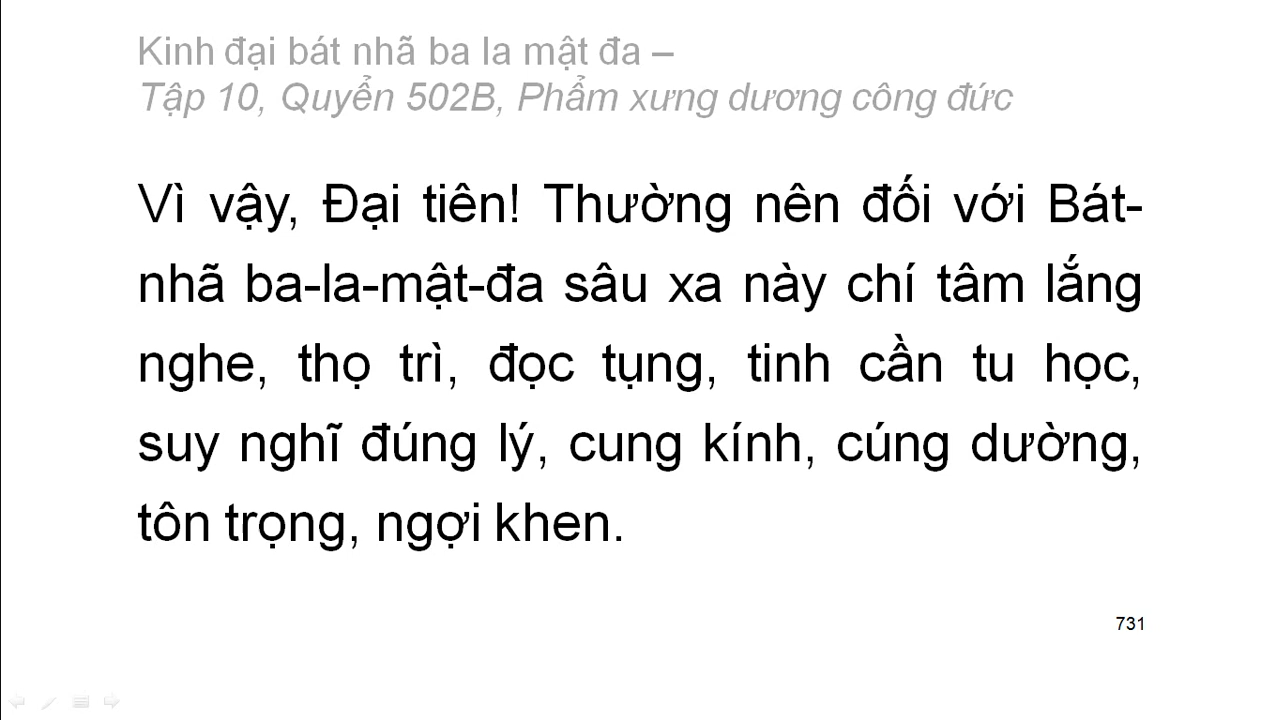 Kinh đại bát nhã ba la mật đa –
Tập 10, Quyển 502B, Phẩm xưng dương công đức
Vì vậy, Đại tiên! Thường nên đối với Bát-
nhã ba-la-mật-đa sâu xa này chí tâm lắng
nghe, thọ trì, đọc tụng, tinh cần tu học,
suy nghĩ đúng lý, cung kính, cúng dường,
tôn trọng, ngợi khen.
731